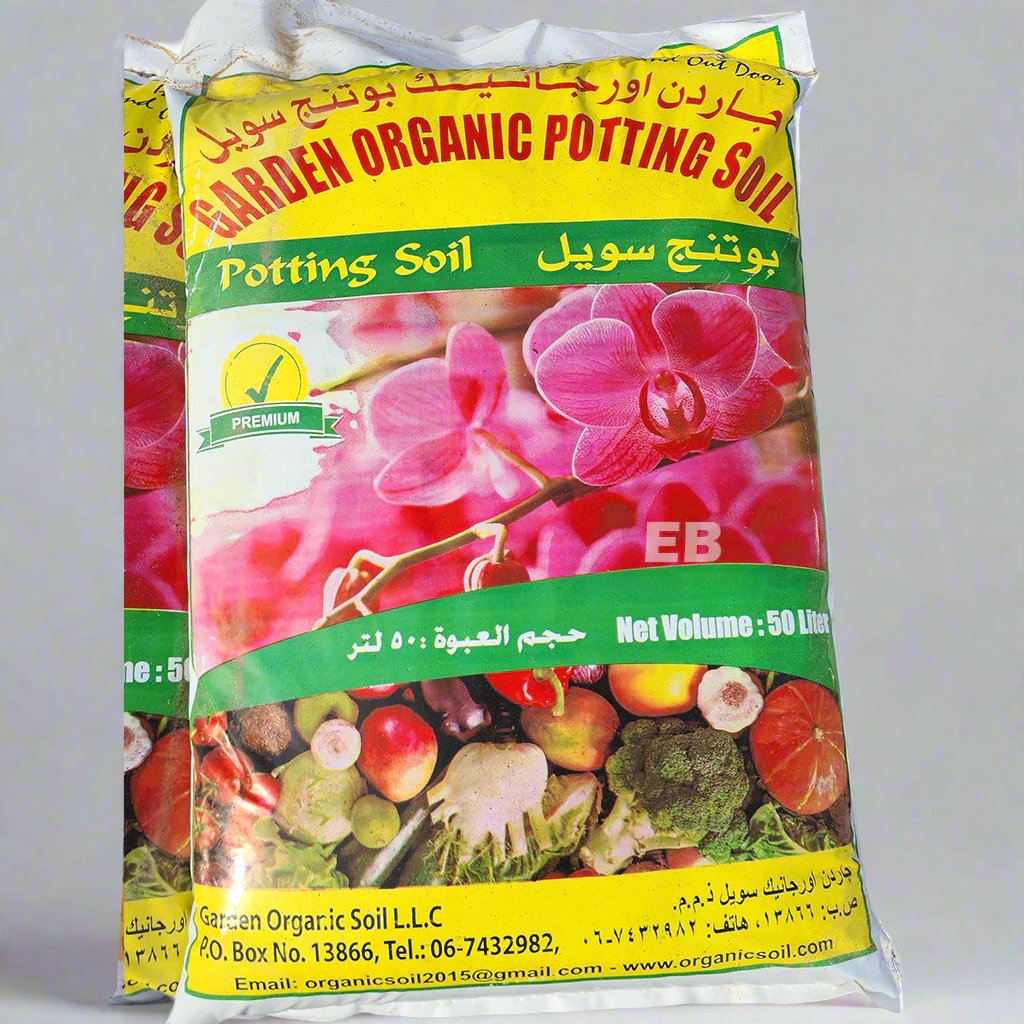 nd Out Door
جاردن اورجانيك بوتنج سويل
GARDEN ORGANIC POTTING SOIL
Potting Soil بوتنج سويل
PREMIUM
EB
حجم العبوة : ٥٠ لتر Net Volume : 50 Liter
جاردن اورجانيك سويل ذ.م.م.
ص.ب: ١٣٨٦٦، هاتف: ٠٦-٧٤٣٢٩٨٢
Garden Organic Soil L.L.C
P.O. Box No. 13866, Tel.: 06-7432982,
Email: organicsoil2015@gmail.com - www.organicsoil.com